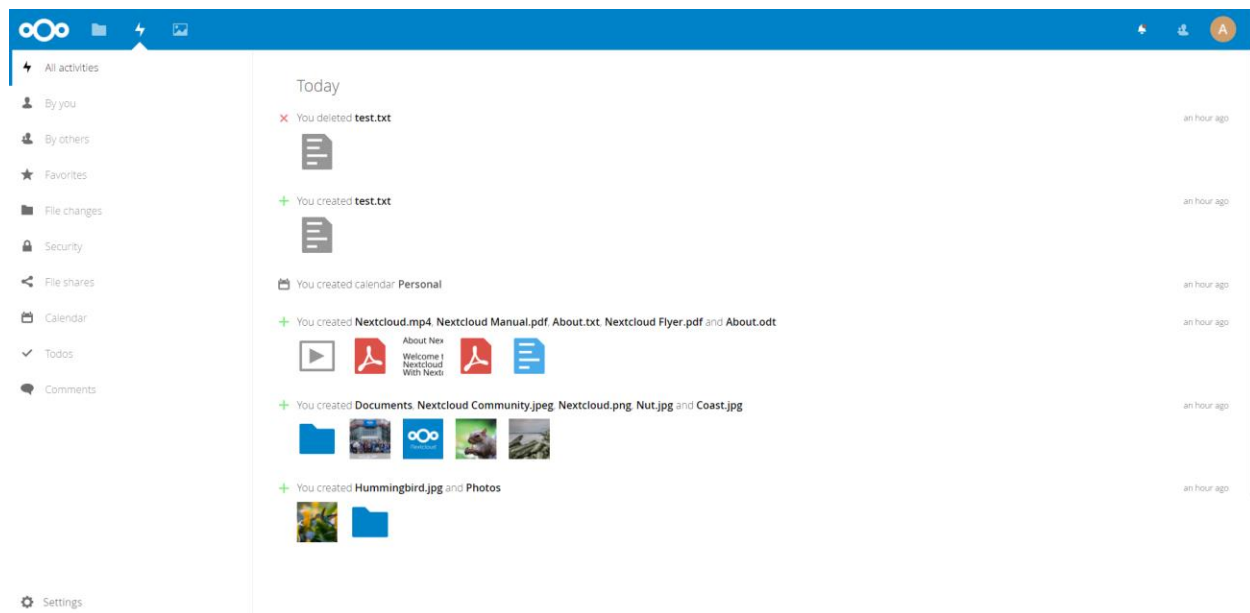 A
All activities
By you
By others
Favorites
File changes
Security
File shares
Calendar
Todos
Comments
Settings
Today
You deleted test.txt an hour ago
You created test.txt an hour ago
You created calendar Personal an hour ago
You created Nextcloud.mp4, Nextcloud Manual.pdf, About.txt, Nextcloud Flyer.pdf and About.odt an hour ago
About Nex
Welcome t
Nextcloud
With Nextc
You created Documents, Nextcloud Community.jpeg, Nextcloud.png, Nut.jpg and Coast.jpg an hour ago
Nextcloud
You created Hummingbird.jpg and Photos an hour ago